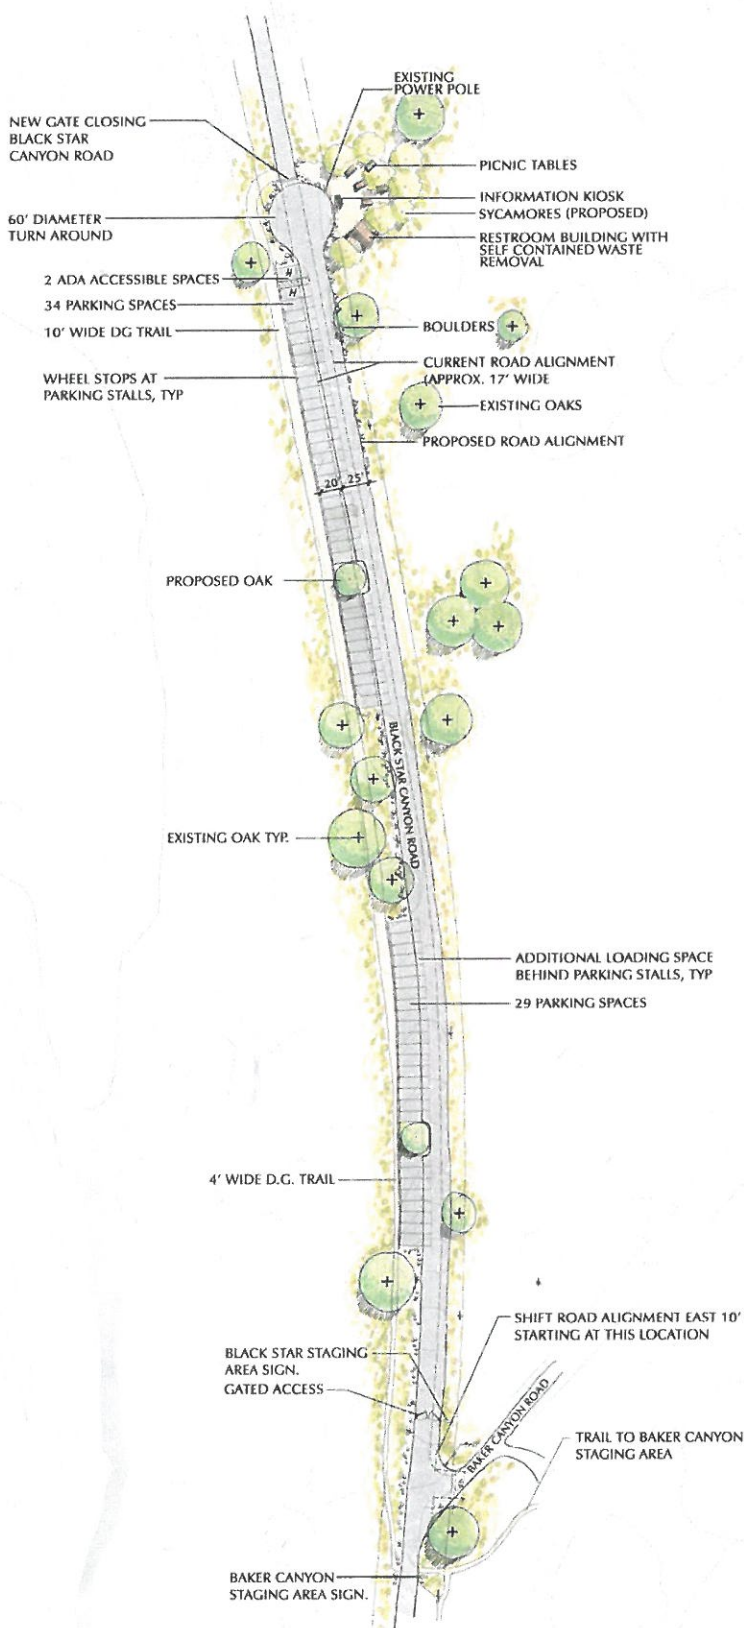 EXISTING
POWER POLE
NEW GATE CLOSING
BLACK STAR
CANYON ROAD
PICNIC TABLES
INFORMATION KIOSK
SYCAMORES (PROPOSED)
60' DIAMETER
TURN AROUND
RESTROOM BUILDING WITH
SELF CONTAINED WASTE
REMOVAL
2 ADA ACCESSIBLE SPACES
H
H
34 PARKING SPACES
10' WIDE DG TRAIL
BOULDERS
WHEEL STOPS AT
PARKING STALLS, TYP
CURRENT ROAD ALIGNMENT
(APPROX. 17' WIDE
EXISTING OAKS
PROPOSED ROAD ALIGNMENT
20' 25'
PROPOSED OAK
BLACK STAR CANYON ROAD
EXISTING OAK TYP.
ADDITIONAL LOADING SPACE
BEHIND PARKING STALLS, TYP
29 PARKING SPACES
4' WIDE D.G. TRAIL
SHIFT ROAD ALIGNMENT EAST 10'
STARTING AT THIS LOCATION
BLACK STAR STAGING
AREA SIGN.
GATED ACCESS
BAKER CANYON ROAD
TRAIL TO BAKER CANYON
STAGING AREA
BAKER CANYON
STAGING AREA SIGN.